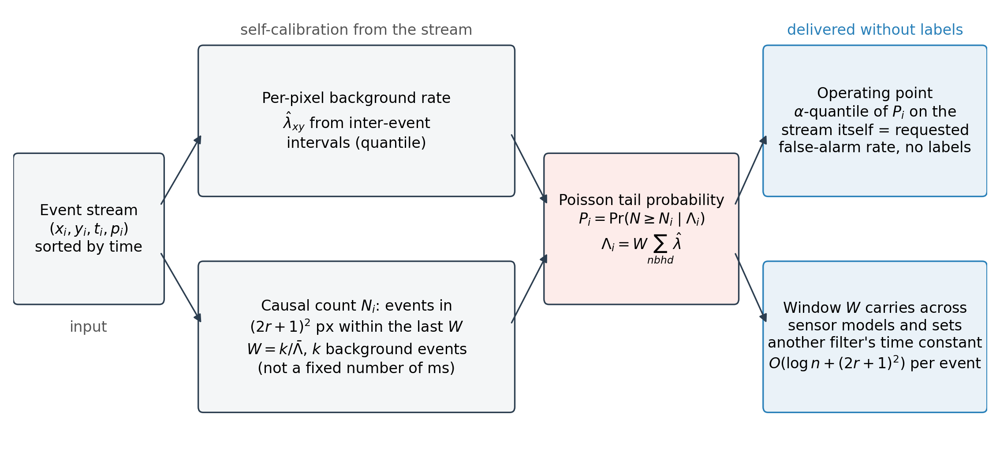 self-calibration from the stream
delivered without labels
Per-pixel background rate
λ̂_xy from inter-event
intervals (quantile)
Operating point
α-quantile of P_i on the
stream itself = requested
false-alarm rate, no labels
Event stream
(x_i, y_i, t_i, p_i)
sorted by time
input
Poisson tail probability
P_i = Pr(N ≥ N_i | Λ_i)
Λ_i = W ∑_nbhd λ̂
Causal count N_i: events in
(2r + 1)² px within the last W
W = k/Λ̄, k background events
(not a fixed number of ms)
Window W carries across
sensor models and sets
another filter's time constant
O(log n + (2r + 1)²) per event